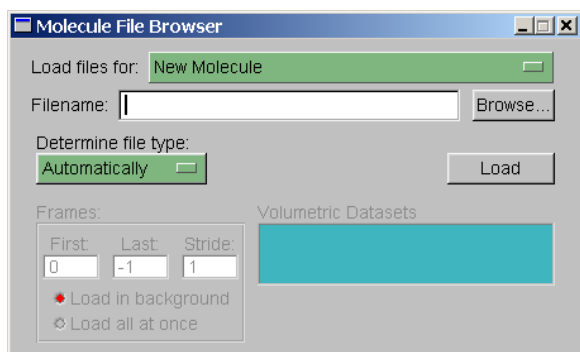 Molecule File Browser
Load files for: New Molecule
Filename: Browse...
Determine file type:
Automatically Load
Frames: Volumetric Datasets
First: Last: Stride:
0 -1 1
Load in background
Load all at once